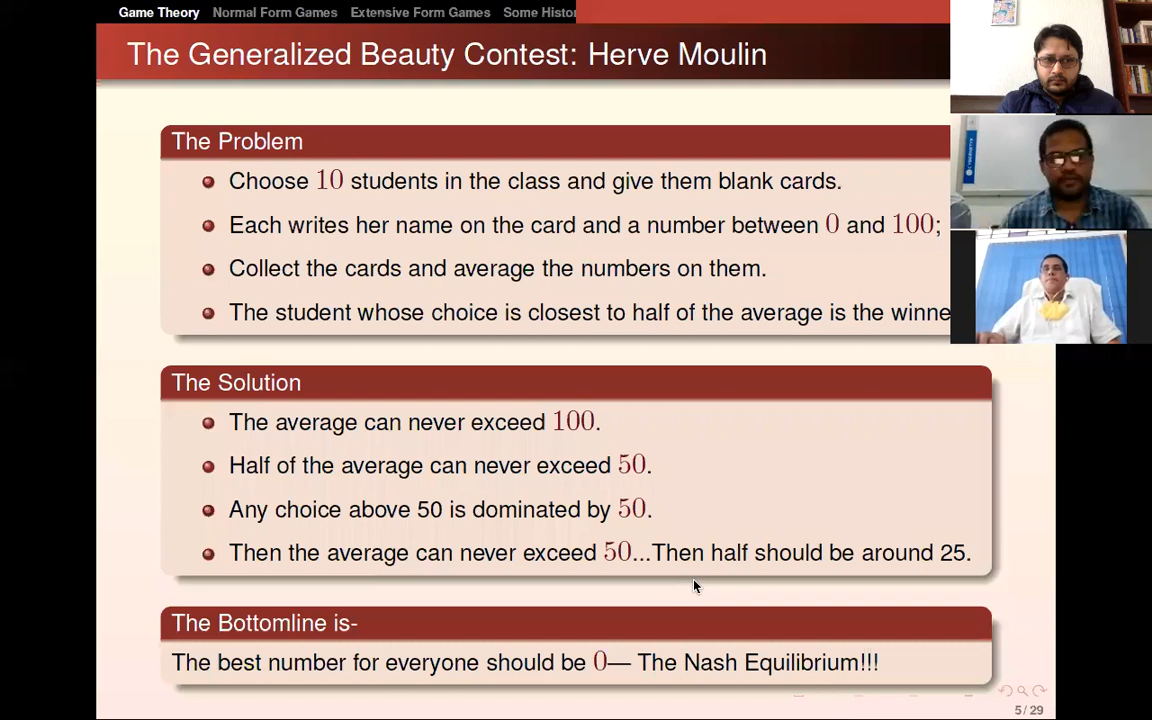 Game Theory Normal Form Games Extensive Form Games Some
The Generalized Beauty Contest: Herve Moulin
The Problem
Choose 10 students in the class and give them blank cards.
Each writes her name on the card and a number between 0 and 100;
Collect the cards and average the numbers on them.
The student whose choice is closest to half of the average is the
The Solution
The average can never exceed 100.
Half of the average can never exceed 50.
Any choice above 50 is dominated by 50.
Then the average can never exceed 50...Then half should be around 25.
The Bottomline is-
The best number for everyone should be 0— The Nash Equilibrium!!!
5 / 29